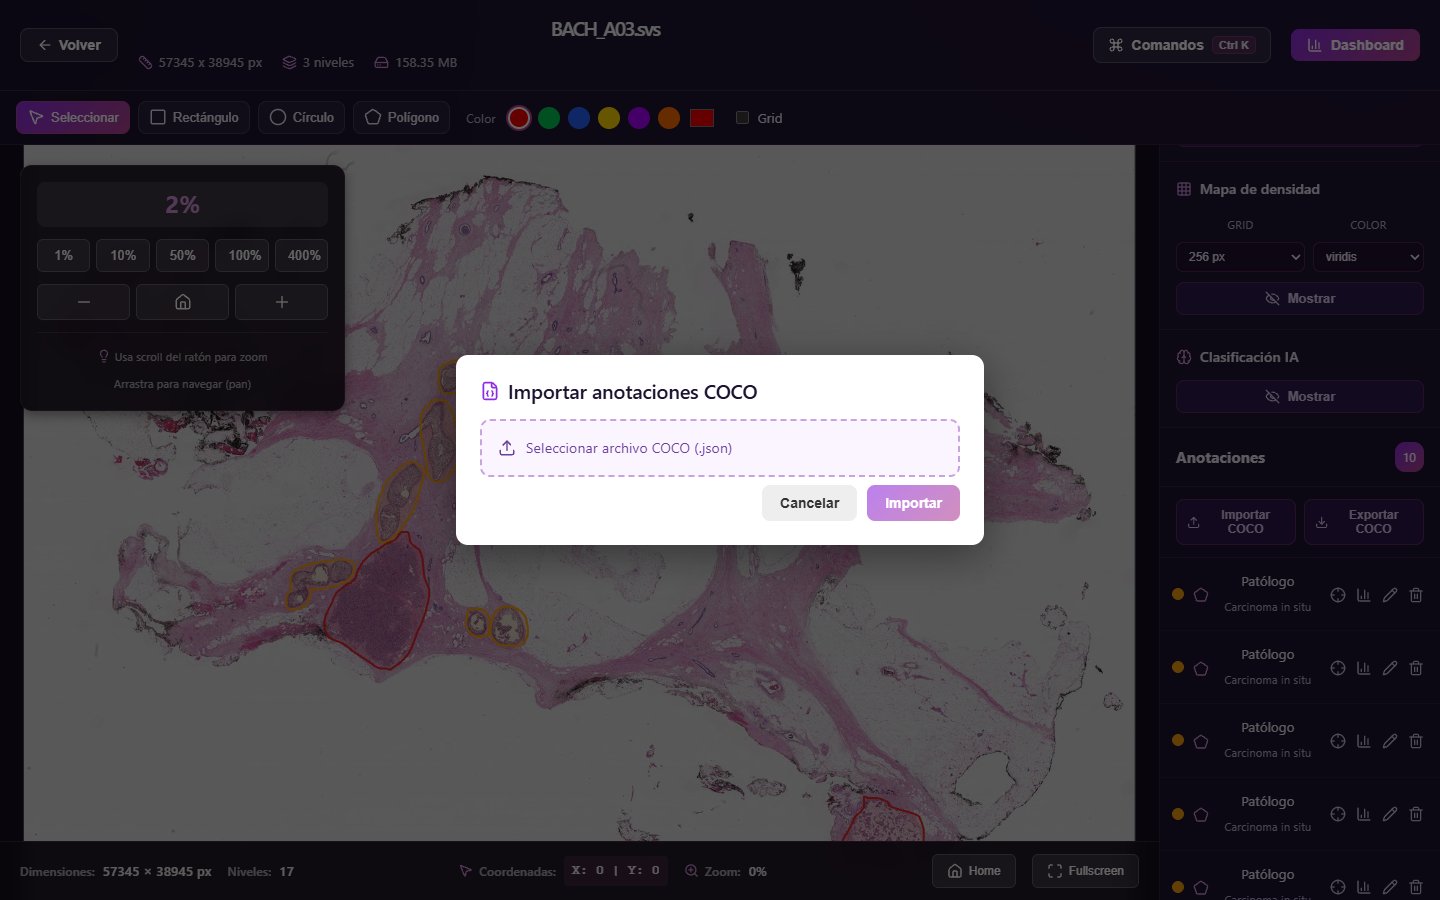 Volver
BACH_A03.svs
57345 x 38945 px
3 niveles
158.35 MB
Comandos
Ctrl K
Dashboard
Seleccionar
Rectángulo
Círculo
Polígono
Color
Grid
2%
1%
10%
50%
100%
400%
Usa scroll del ratón para zoom
Arrastra para navegar (pan)
Importar anotaciones COCO
Seleccionar archivo COCO (.json)
Cancelar
Importar
Mapa de densidad
GRID
COLOR
256 px
viridis
Mostrar
Clasificación IA
Mostrar
Anotaciones
10
Importar
COCO
Exportar
COCO
Patólogo
Carcinoma in situ
Patólogo
Carcinoma in situ
Patólogo
Carcinoma in situ
Patólogo
Carcinoma in situ
Patólogo
Carcinoma in situ
Dimensiones: 57345 × 38945 px
Niveles: 17
Coordenadas: X: 0 | Y: 0
Zoom: 0%
Home
Fullscreen